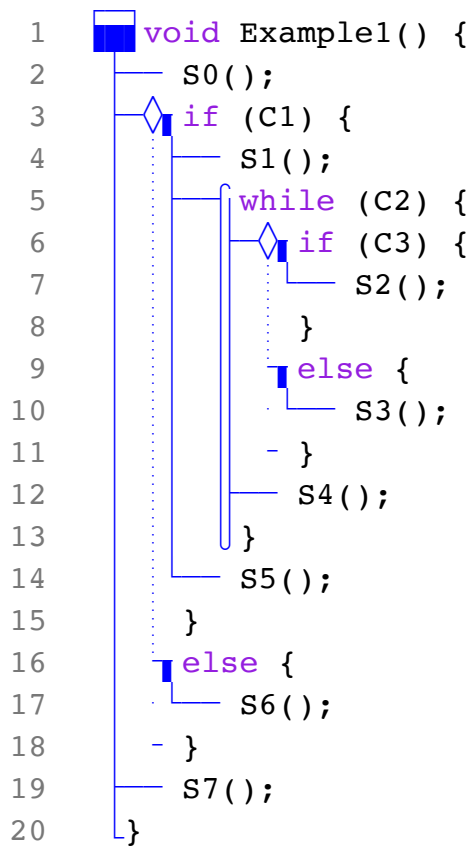 1 void Example1() {
2 S0();
3 if (C1) {
4 S1();
5 while (C2) {
6 if (C3) {
7 S2();
8 }
9 else {
10 S3();
11 }
12 S4();
13 }
14 S5();
15 }
16 else {
17 S6();
18 }
19 S7();
20 }